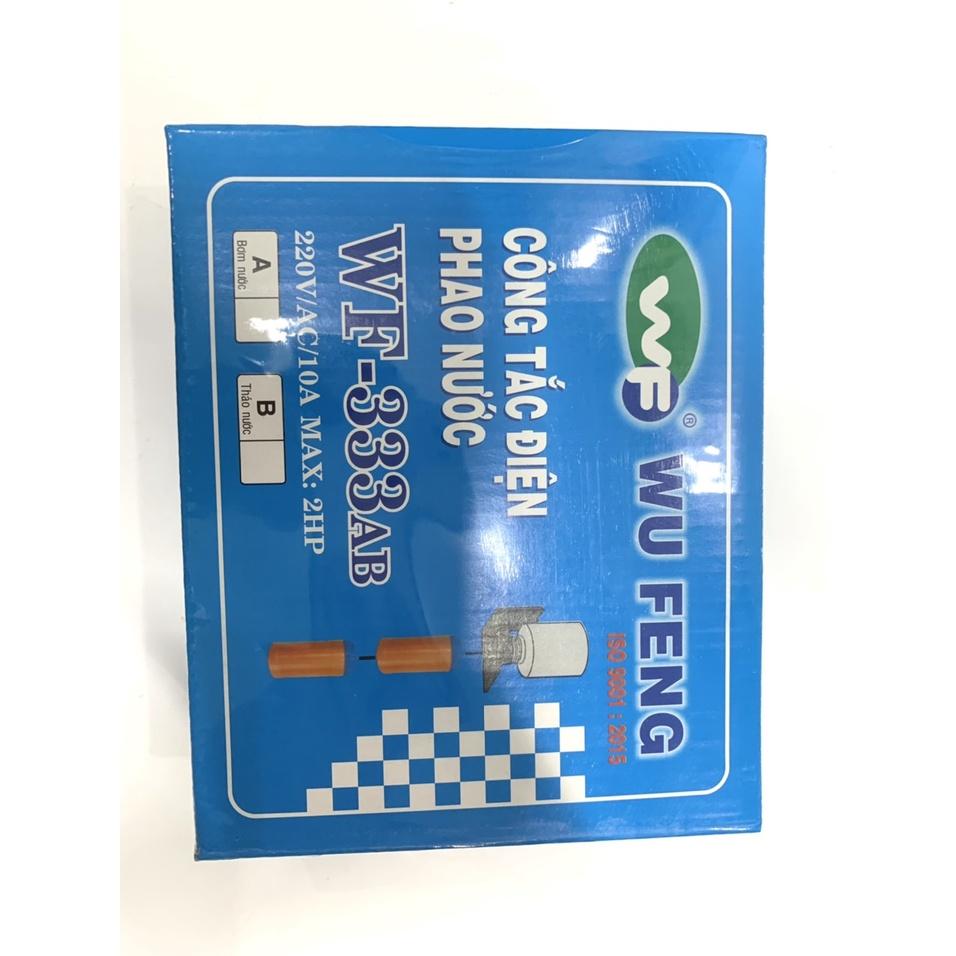 WF® WU FENG
ISO 9001 : 2015
CÔNG TẮC ĐIỆN
PHAO NƯỚC
WF-333AB
220V/AC/10A MAX: 2HP
A
Bơm nước
B
Tháo nước